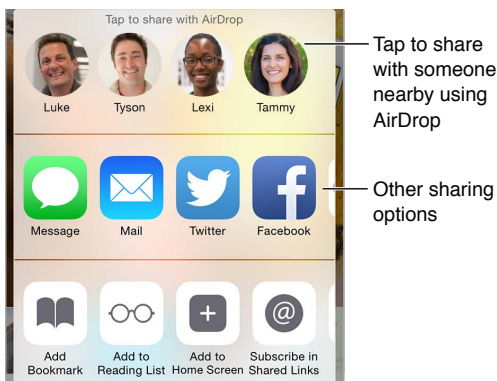 Tap to share with AirDrop
Luke Tyson Lexi Tammy
Tap to share
with someone
nearby using
AirDrop
Message Mail Twitter Facebook
Other sharing
options
Add Add to Add to Subscribe in
Bookmark Reading List Home Screen Shared Links